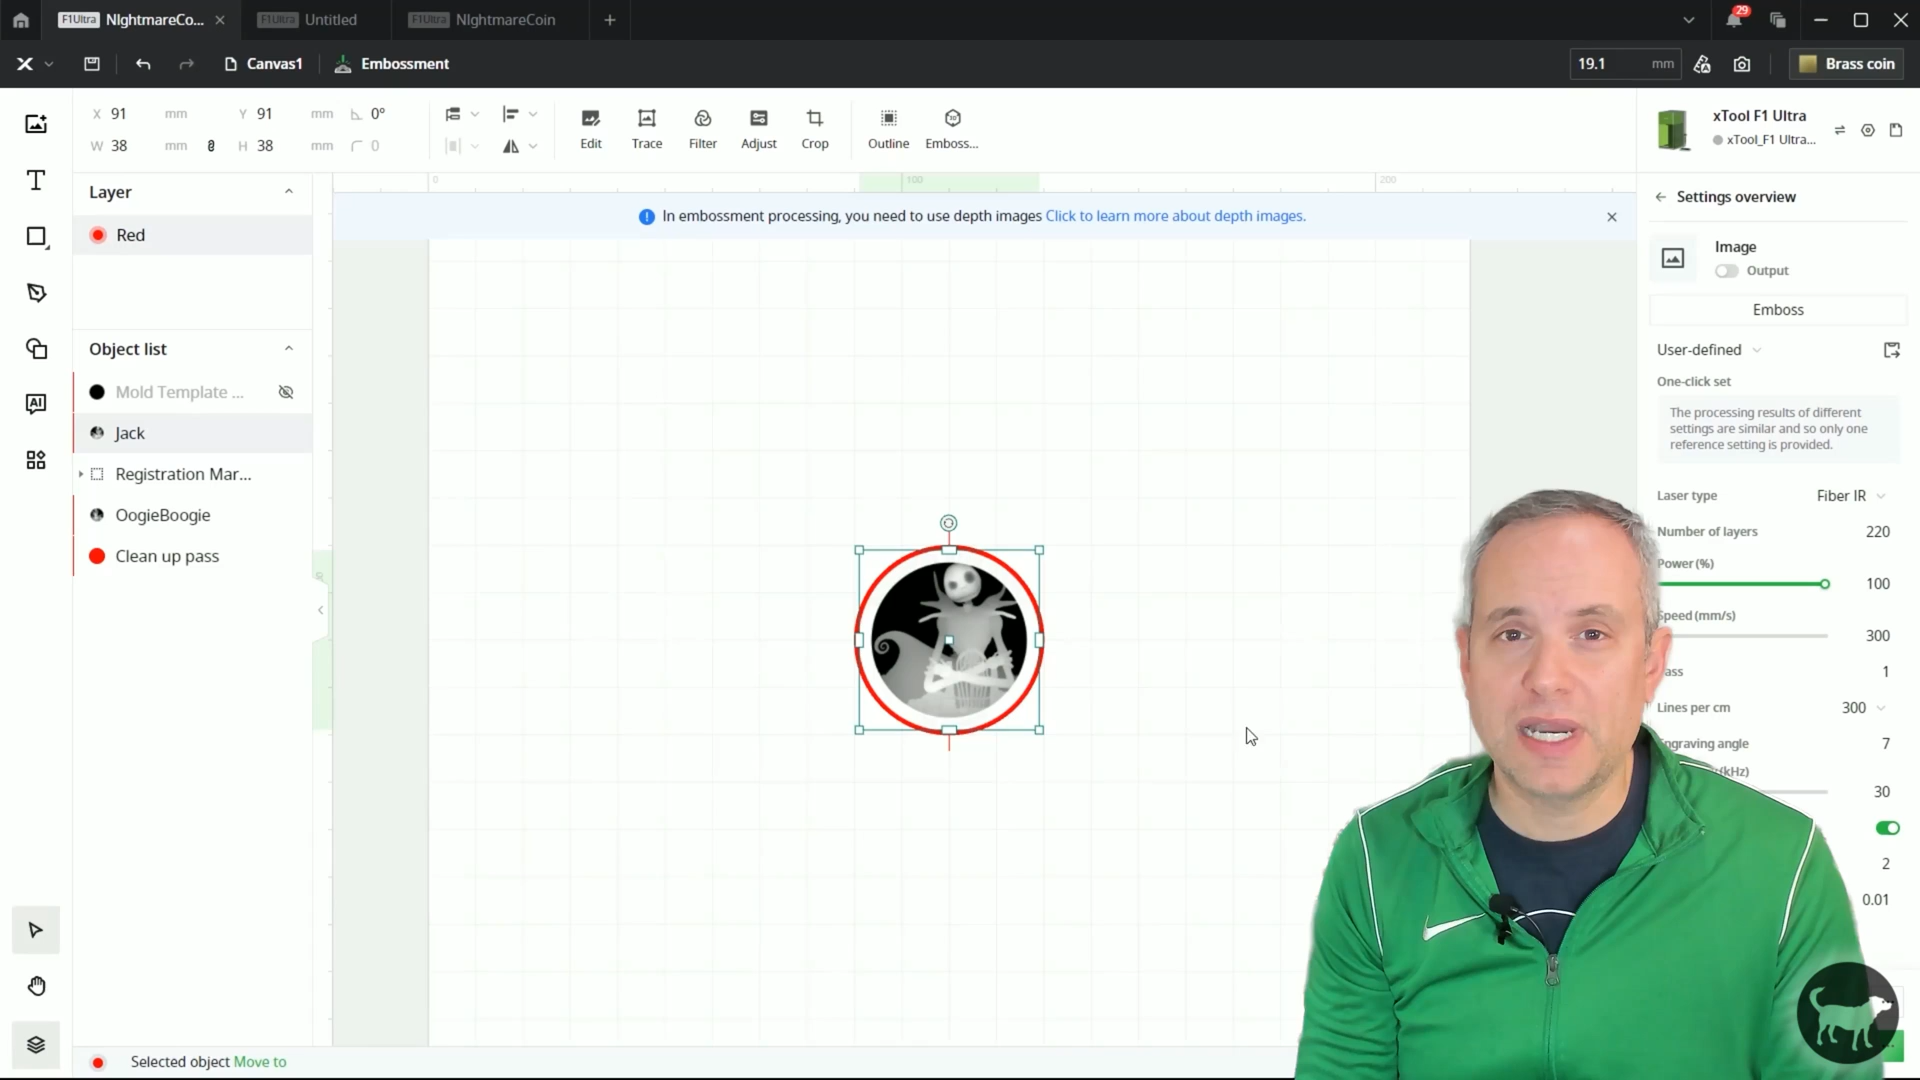 F1Ultra NIghtmareCo... F1Ultra Untitled F1Ultra NIghtmareCoin 29
Canvas1 Embossment 19.1 mm Brass coin
X 91 mm Y 91 mm 0°
W 38 mm H 38 mm 0
Edit Trace Filter Adjust Crop Outline Emboss...
xTool F1 Ultra
xTool_F1 Ultra...
Layer
Red
0 100 200
In embossment processing, you need to use depth images Click to learn more about depth images.
Object list
Mold Template ...
Jack
Registration Mar...
OogieBoogie
Clean up pass
AI
Settings overview
Image
Output
Emboss
User-defined
One-click set
The processing results of different
settings are similar and so only one
reference setting is provided.
Laser type Fiber IR
Number of layers 220
Power (%)
100
Speed (mm/s)
300
ass 1
Lines per cm 300
ngraving angle 7
(kHz)
30
2
0.01
Selected object Move to